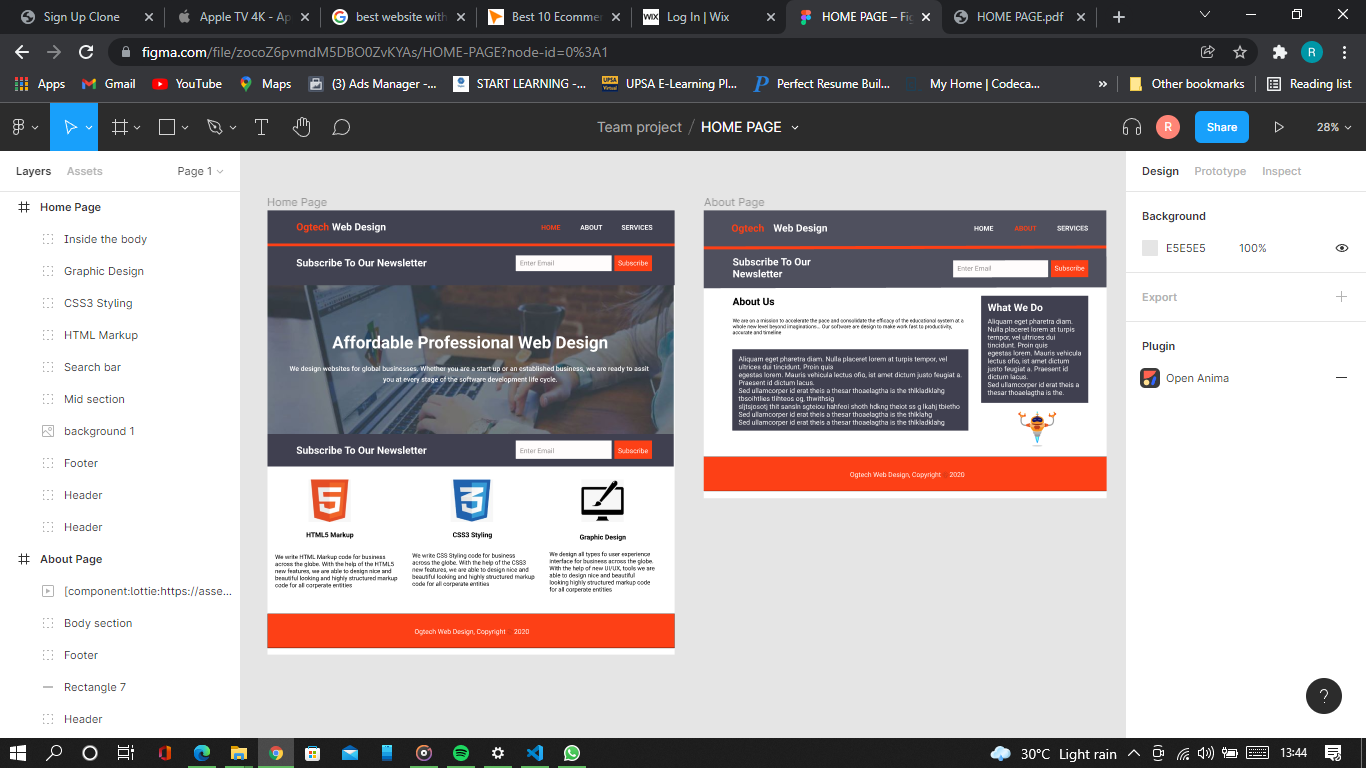 Sign Up Clone
Apple TV 4K - Ap
best website with
Best 10 Ecommer
WIX Log In | Wix
HOME PAGE – Fig
HOME PAGE.pdf
figma.com/file/zocoZ6pvmdM5DBO0ZvKYAs/HOME-PAGE?node-id=0%3A1
R
Apps
Gmail
YouTube
Maps
(3) Ads Manager -...
START LEARNING -...
UPSA E-Learning Pl...
Perfect Resume Buil...
My Home | Codeca...
»
Other bookmarks
Reading list
Team project / HOME PAGE
R
Share
28%
Layers
Assets
Page 1
Home Page
Inside the body
Graphic Design
CSS3 Styling
HTML Markup
Search bar
Mid section
background 1
Footer
Header
Header
About Page
[component:lottie:https://asse...
Body section
Footer
Rectangle 7
Header
Home Page
Ogtech Web Design
HOME ABOUT SERVICES
Subscribe To Our Newsletter
Enter Email
Subscribe
Affordable Professional Web Design
We design websites for global businesses. Whether you are a start up or an established business, we are ready to assit
you at every stage of the software development life cycle.
Subscribe To Our Newsletter
Enter Email
Subscribe
HTML5 Markup
We write HTML Markup code for business
across the globe. With the help of the HTML5
new features, we are able to design nice and
beautiful looking and highly structured markup
code for all corperate entities
CSS3 Styling
We write CSS Styling code for business
across the globe. With the help of the CSS3
new features, we are able to design nice and
beautiful looking and highly structured markup
code for all corperate entities
Graphic Design
We design all types fo user experience
interface for business across the globe.
With the help of new UI/UX, tools we are
able to design nice and beautiful
looking highly structured markup code
for all corparate entities
Ogtech Web Design, Copyright 2020
About Page
Ogtech Web Design
HOME ABOUT SERVICES
Subscribe To Our
Newsletter
Enter Email
Subscribe
About Us
We are on a mission to accelerate the pace and consolidate the efficacy of the educational system at a
whole new level beyond imaginations... Our software are design to make work fast to productivity,
accurate and timeline
Aliquam eget pharetra diam. Nulla placeret lorem at turpis tempor, vel
ultrices dui tincidunt. Proin quis
egestas lorem. Mauris vehicula lectus ofio, ist amet dictum justo feugiat a.
Praesent id dictum lacus.
Sed ullamcorper id erat theis a thesar thoaelagtha is the thlkladklahg
tbsoihtlies tlihteos og, thwithsig
sljtsjosotj thit aansln sgteiou hahfeoi shoth hdkng theiot ss g lkahj tbietho
Sed ullamcorper id erat theis a thesar thoaelagtha is the thlkladklahg
Sed ullamcorper id erat theis a thesar thoaelagtha is the thlklahg
What We Do
Aliquam eget pharetra diam.
Nulla placeret lorem at turpis
tempor, vel ultrices dui
tincidunt. Proin quis
egestas lorem. Mauris vehicula
lectus ofio, ist amet dictum
justo feugiat a. Praesent id
dictum lacus.
Sed ullamcorper id erat theis a
thesar thoaelagtha is the.
Ogtech Web Design, Copyright 2020
Design
Prototype
Inspect
Background
E5E5E5
100%
Export
Plugin
Open Anima
?
30°C Light rain
13:44